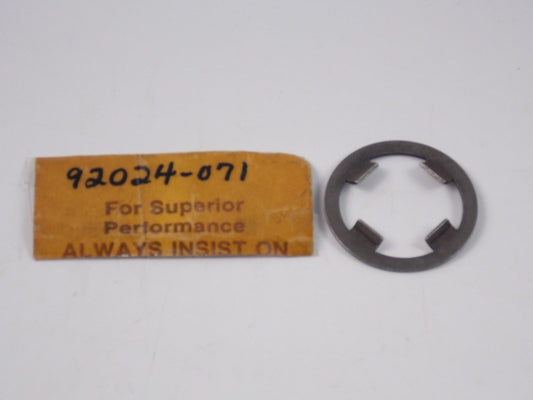 92024-071
For Superior
Performance
ALWAYS INSIST ON